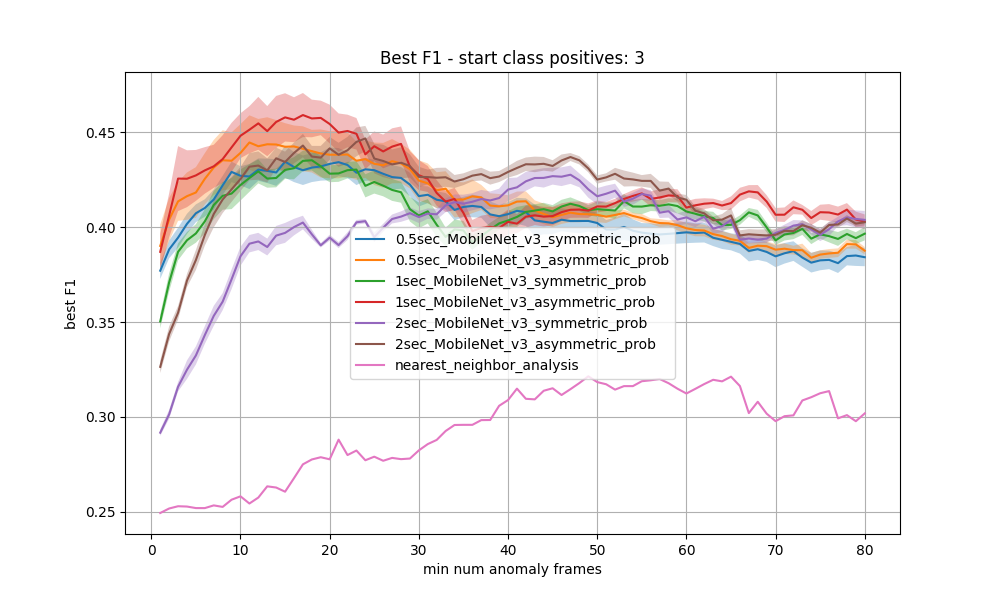 Best F1 - start class positives: 3
best F1
0.45
0.40
0.35
0.30
0.25
0.5sec_MobileNet_v3_symmetric_prob
0.5sec_MobileNet_v3_asymmetric_prob
1sec_MobileNet_v3_symmetric_prob
1sec_MobileNet_v3_asymmetric_prob
2sec_MobileNet_v3_symmetric_prob
2sec_MobileNet_v3_asymmetric_prob
nearest_neighbor_analysis
0 10 20 30 40 50 60 70 80
min num anomaly frames